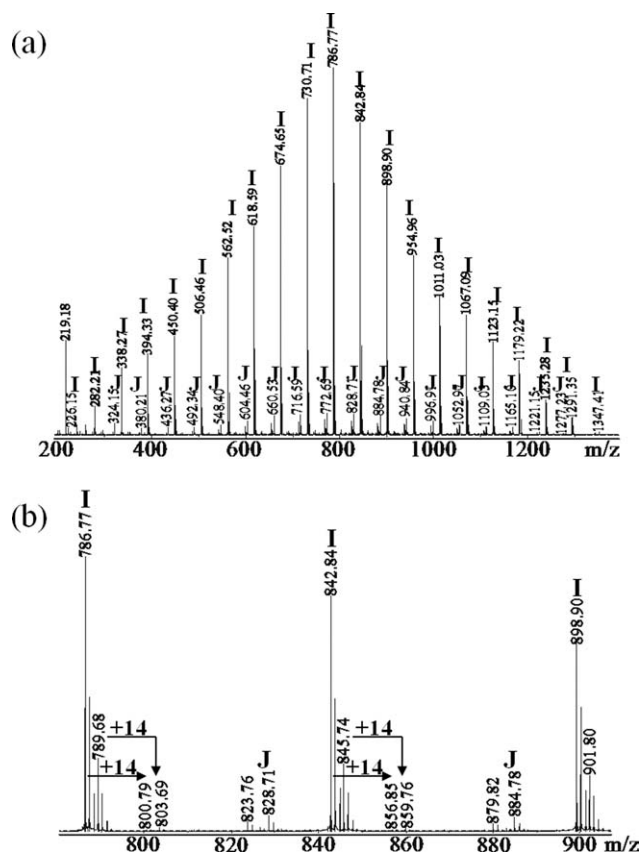 (a)
219.18
226.15
I
282.21
I
324.15
J
338.27
I
380.21
J
394.33
I
436.27
J
450.40
I
492.34
J
506.46
I
548.40
J
562.52
I
604.46
J
618.59
I
660.53
J
674.65
I
716.59
J
730.71
I
772.65
J
786.77
I
828.71
J
842.84
I
884.78
J
898.90
I
940.84
J
954.96
I
J
1011.03
I
1052.97
J
1067.09
I
1109.03
J
1123.15
I
1165.10
J
1179.22
I
1221.15
J
1235.28
I
1277.23
J
1291.35
I
1347.41
I
200 400 600 800 1000 1200 m/z
(b)
I
786.77
789.68
+14
+14
800.79
803.69
823.76
J
828.71
I
842.84
845.74
+14
+14
856.85
859.76
879.82
J
884.78
I
898.90
901.80
800 820 840 860 880 m/z